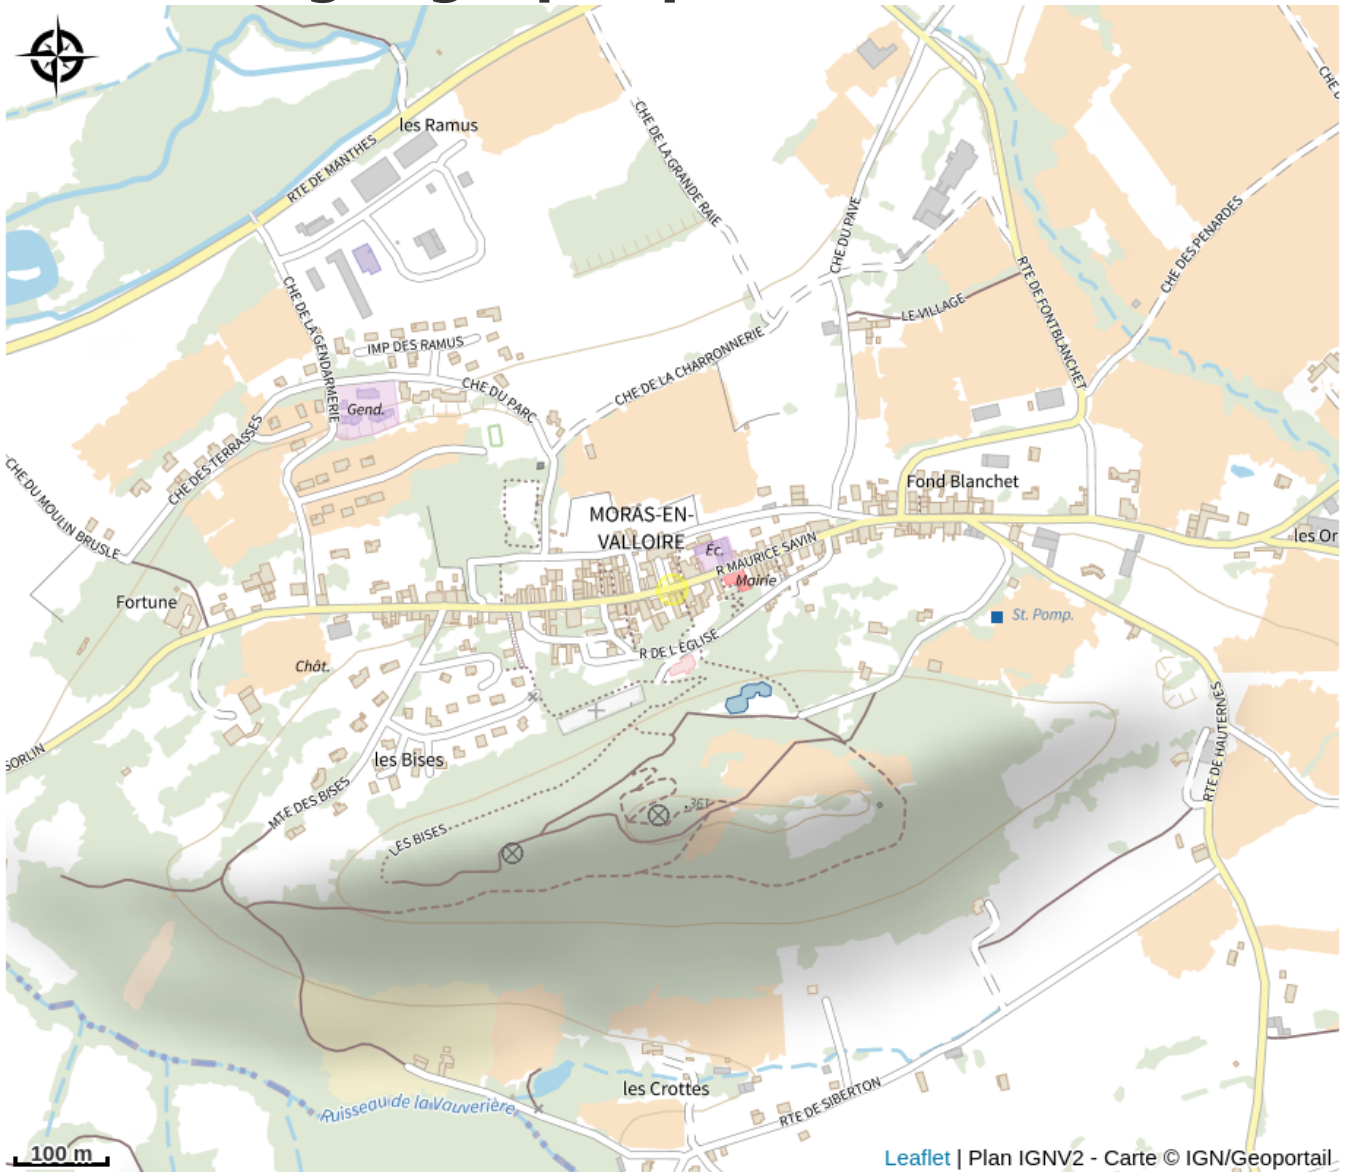 les Ramus
RTE DE MANTHES
CHE DE LA GRANDE RAIE
CHE DU PAVE
CHE DES PENARDES
RTE DE FONTBLANCHET
LE VILLAGE
CHE DE LA GENDARMERIE
IMP DES RAMUS
CHE DE LA CHARRONNERIE
CHE DU PARC
Gend.
CHE DES TERRASSES
CHE DU MOULIN BRUSLE
Fond Blanchet
MORAS-EN-
VALLOIRE
Éc.
R MAURICE SAVIN
les Or
Mairie
Fortune
St. Pomp.
R DE L'ÉGLISE
Chât.
SORLIN
les Bises
RTE DE HAUTERIVES
MTE DES BISES
361
LES BISES
les Crottes
Ruisseau de la Vauverière
RTE DE SIBERTON
100 m
Leaflet | Plan IGNV2 - Carte © IGN/Geoportail